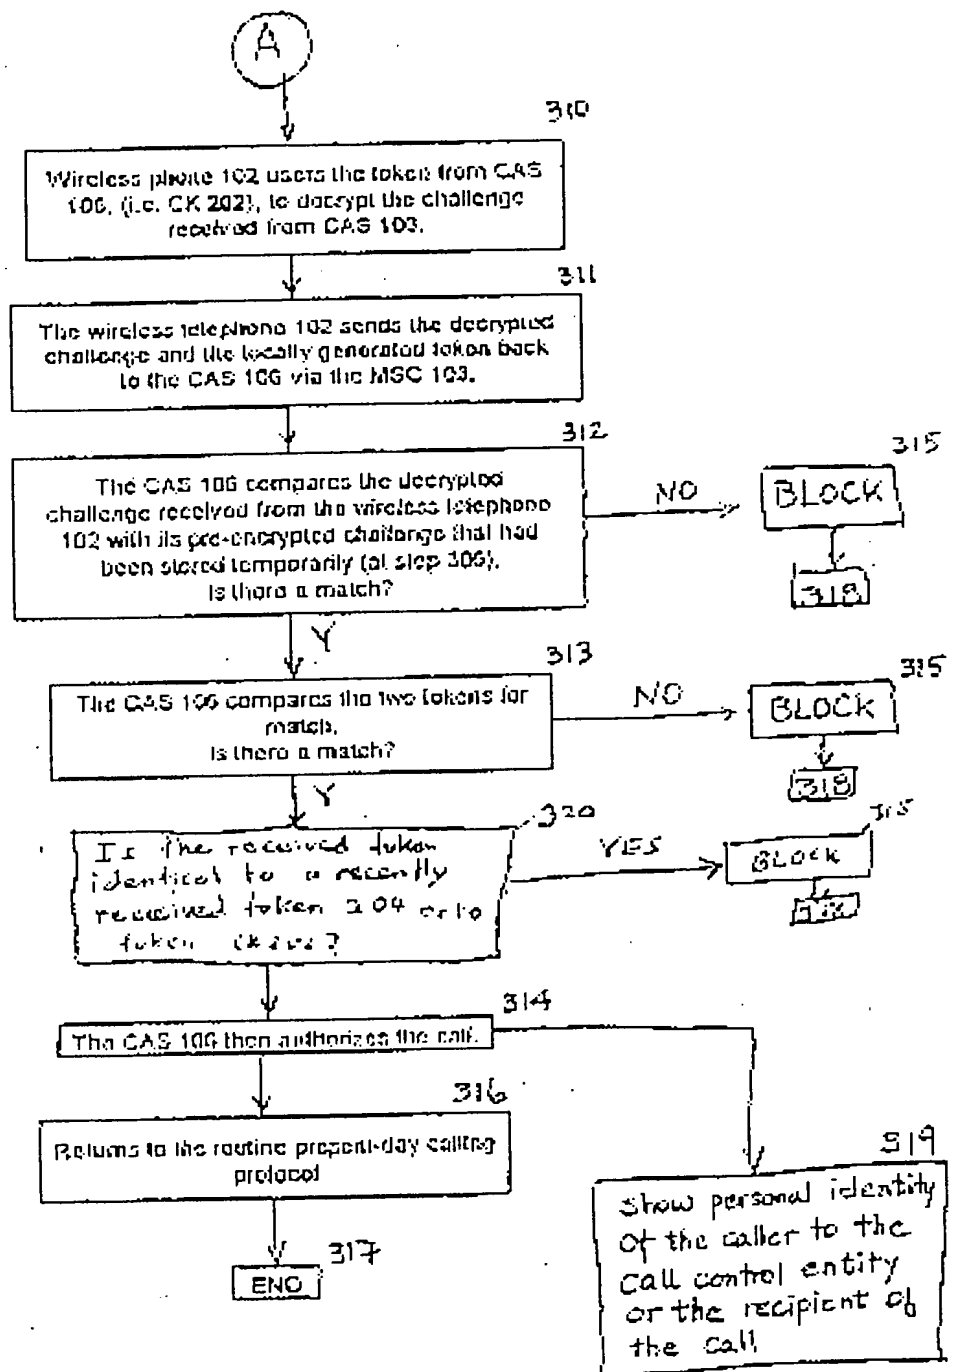 A
310
Wireless phone 102 users the token from CAS
106, (i.e. CK 202), to decrypt the challenge
received from CAS 103.
311
The wireless telephone 102 sends the decrypted
challenge and the locally generated token back
to the CAS 106 via the MSC 103.
312
The CAS 106 compares the decrypted
challenge received from the wireless telephone
102 with its pre-encrypted challenge that had
been stored temporarily (at step 306).
Is there a match?
NO
315
BLOCK
318
Y
313
The CAS 106 compares the two tokens for
match.
Is there a match?
NO
315
BLOCK
318
Y
320
Is the received token
identical to a recently
received token 204 or to
token CK 202?
YES
315
BLOCK
318
314
The CAS 106 then authorizes the call.
316
Returns to the routine present-day calling
protocol
317
END
319
Show personal identity
of the caller to the
call control entity
or the recipient of
the call